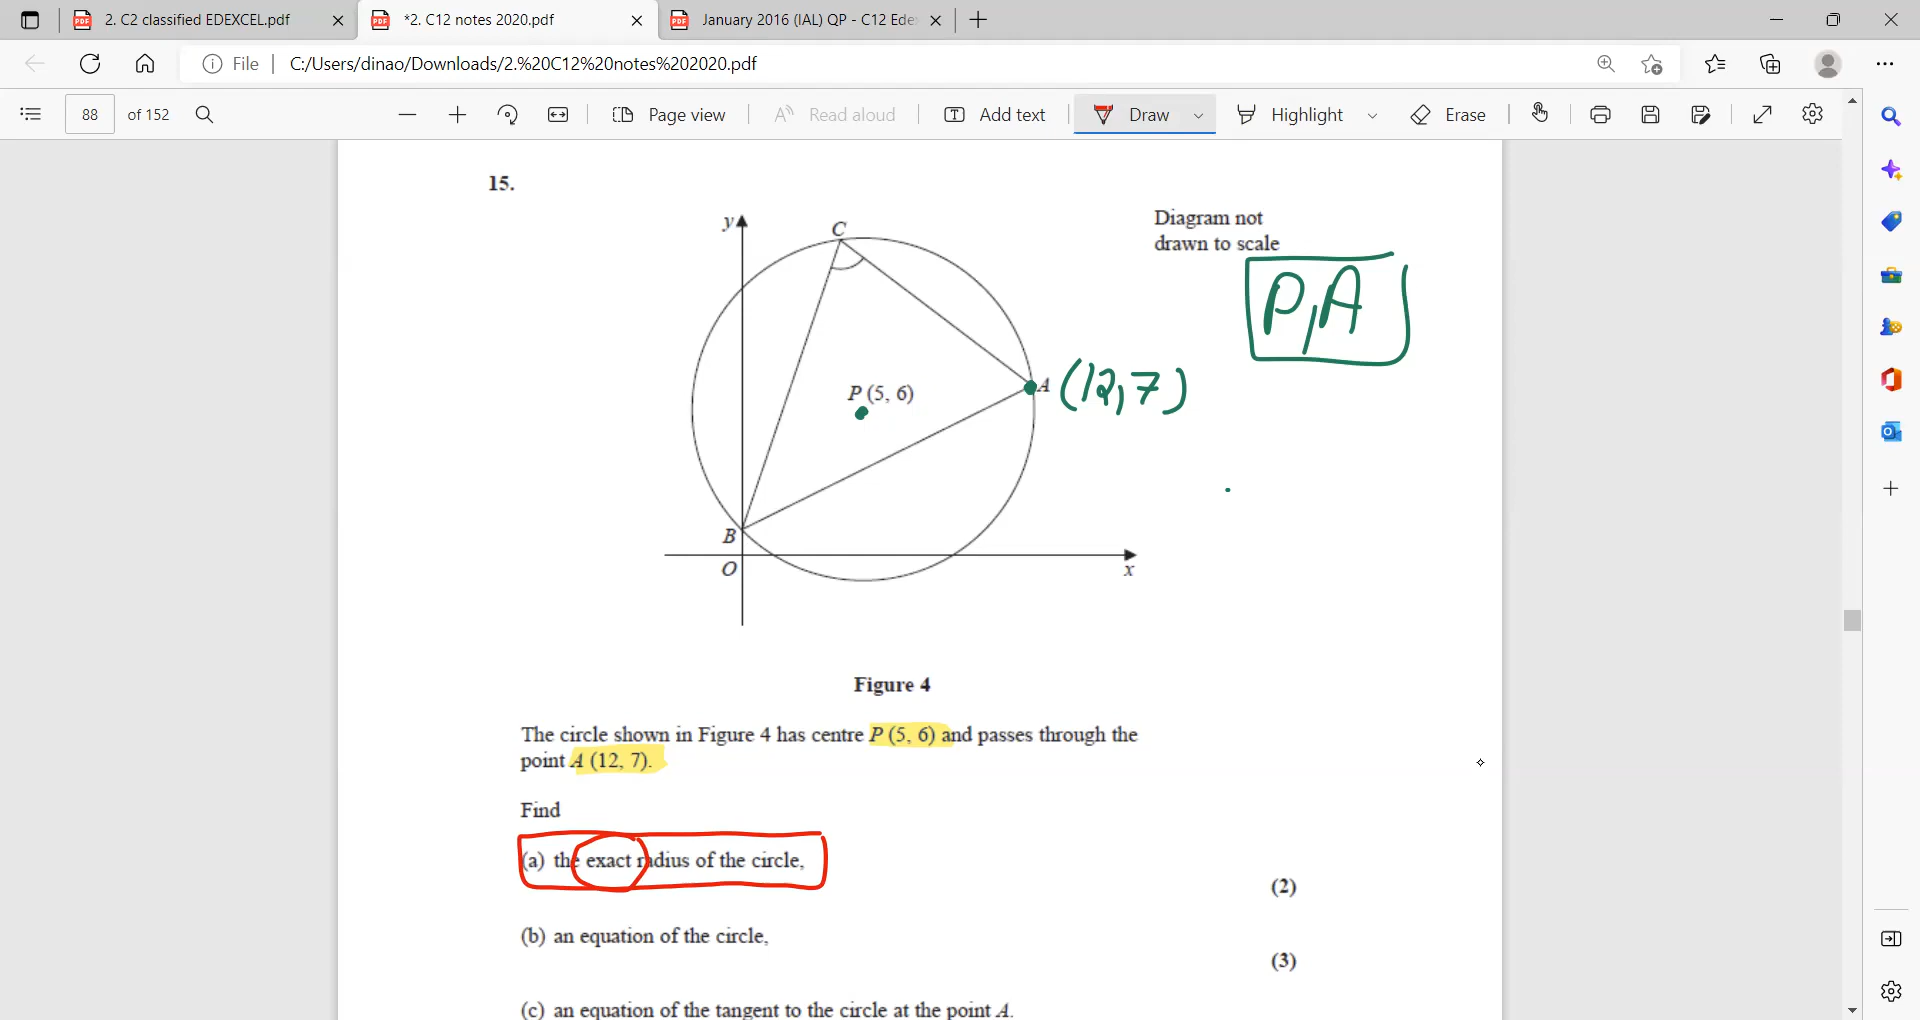 2. C2 classified EDEXCEL.pdf
*2. C12 notes 2020.pdf
January 2016 (IAL) QP - C12 Ede
File
C:/Users/dinao/Downloads/2.%20C12%20notes%202020.pdf
88 of 152
Page view
Read aloud
Add text
Draw
Highlight
Erase
15.
Diagram not
drawn to scale
y
C
P,A
P (5, 6)
A (12,7)
B
O
x
Figure 4
The circle shown in Figure 4 has centre P (5, 6) and passes through the
point A (12, 7).
Find
(a) the exact radius of the circle,
(2)
(b) an equation of the circle,
(3)
(c) an equation of the tangent to the circle at the point A.